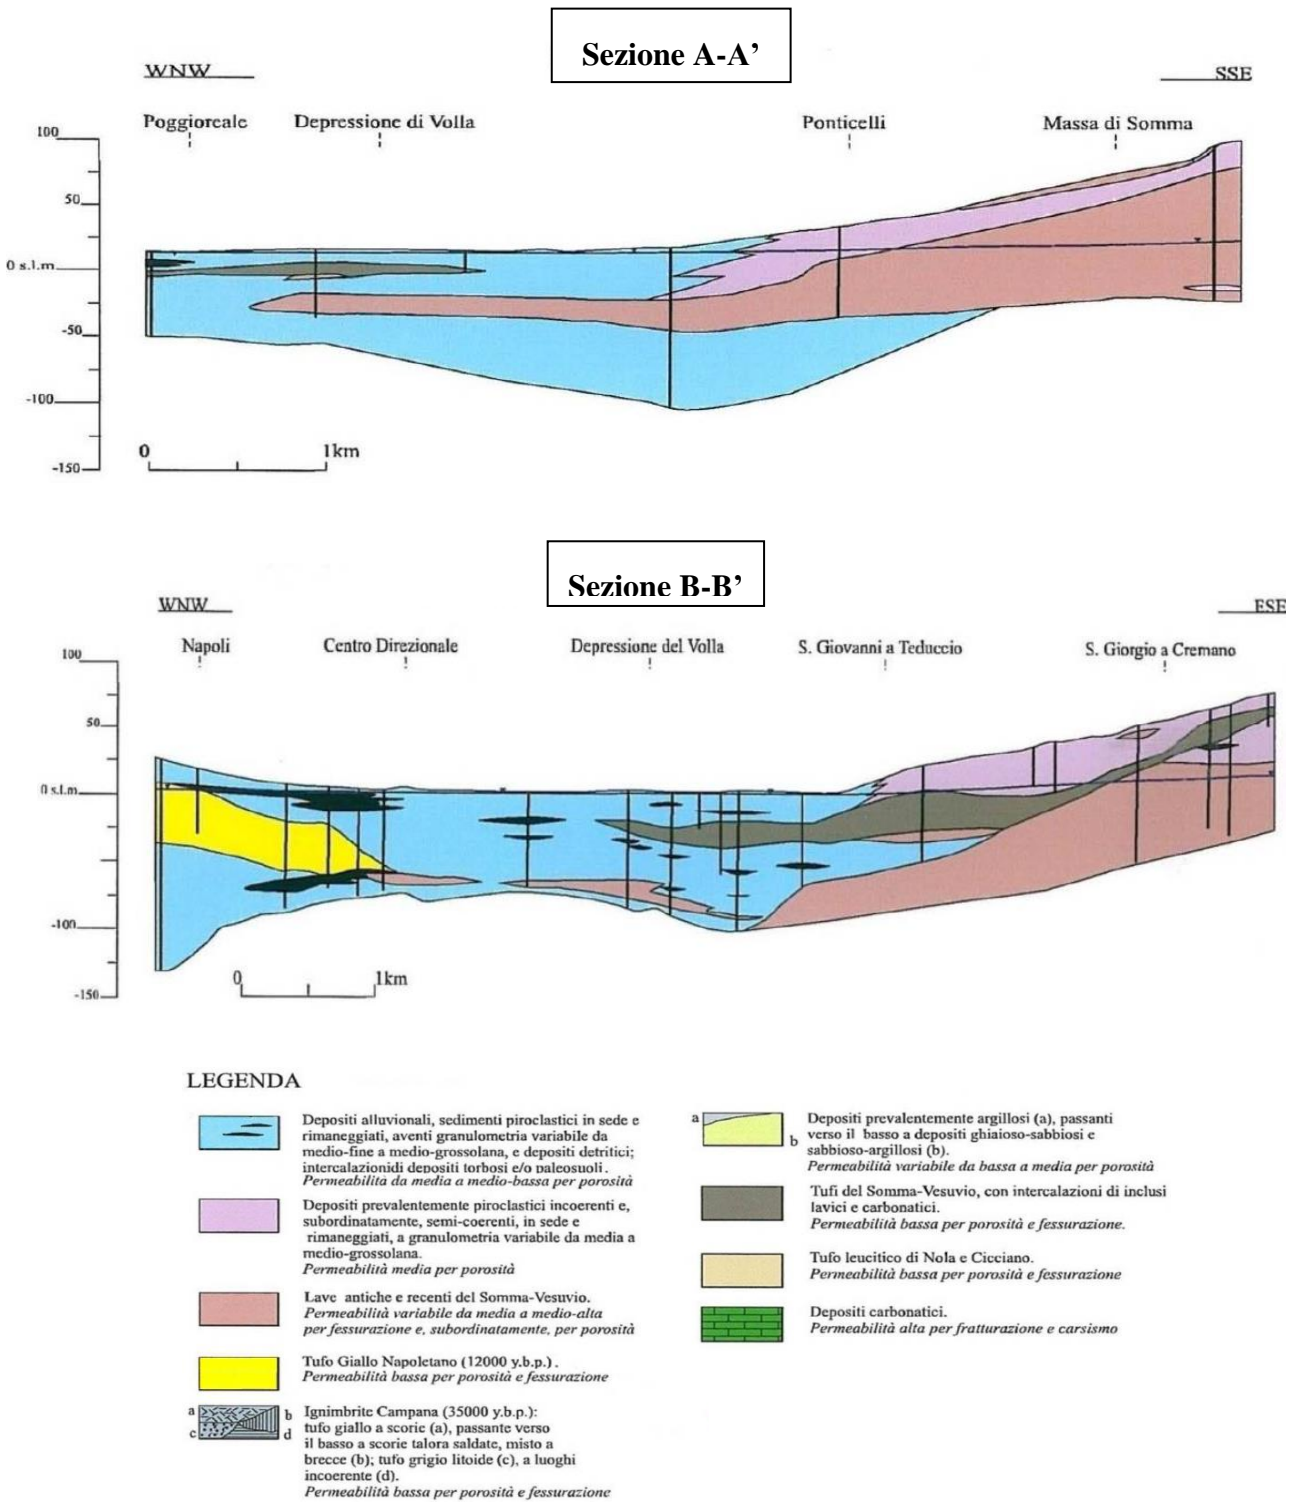 Sezione A-A’
WNW
SSE
Poggioreale
Depressione di Volla
Ponticelli
Massa di Somma
100
50
0 s.l.m.
-50
-100
-150
0
1km
Sezione B-B’
WNW
ESE
Napoli
Centro Direzionale
Depressione del Volla
S. Giovanni a Teduccio
S. Giorgio a Cremano
100
50
0 s.l.m.
-100
-150
0
1km
LEGENDA
Depositi alluvionali, sedimenti piroclastici in sede e
rimaneggiati, aventi granulometria variabile da
medio-fine a medio-grossolana, e depositi detritici;
intercalazionidi depositi torbosi e/o paleosuoli.
Permeabilità da media a medio-bassa per porosità
Depositi prevalentemente piroclastici incoerenti e,
subordinatamente, semi-coerenti, in sede e
rimaneggiati, a granulometria variabile da media a
medio-grossolana.
Permeabilità media per porosità
Lave antiche e recenti del Somma-Vesuvio.
Permeabilità variabile da media a medio-alta
per fessurazione e, subordinatamente, per porosità
Tufo Giallo Napoletano (12000 y.b.p.).
Permeabilità bassa per porosità e fessurazione
a
b
c
d
Ignimbrite Campana (35000 y.b.p.):
tufo giallo a scorie (a), passante verso
il basso a scorie talora saldate, misto a
brecce (b); tufo grigio litoide (c), a luoghi
incoerente (d).
Permeabilità bassa per porosità e fessurazione
a
b
Depositi prevalentemente argillosi (a), passanti
verso il basso a depositi ghiaioso-sabbiosi e
sabbioso-argillosi (b).
Permeabilità variabile da bassa a media per porosità
Tufi del Somma-Vesuvio, con intercalazioni di inclusi
lavici e carbonatici.
Permeabilità bassa per porosità e fessurazione.
Tufo leucitico di Nola e Cicciano.
Permeabilità bassa per porosità e fessurazione
Depositi carbonatici.
Permeabilità alta per fratturazione e carsismo